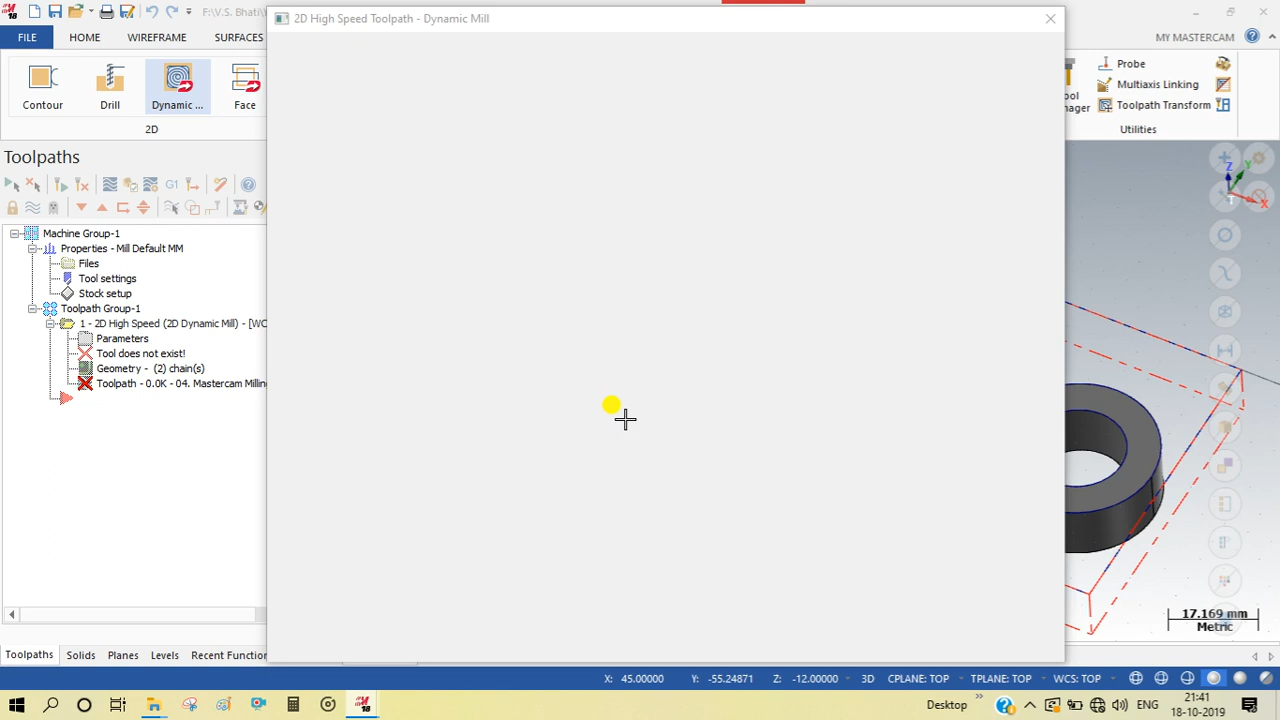 F:\V.S. Bhati\
2D High Speed Toolpath - Dynamic Mill
FILE
HOME
WIREFRAME
SURFACES
MY MASTERCAM
Contour
Drill
Dynamic ...
Face
2D
Probe
Multiaxis Linking
Toolpath Transform
Utilities
Toolpaths
G1
Machine Group-1
Properties - Mill Default MM
Files
Tool settings
Stock setup
Toolpath Group-1
1 - 2D High Speed (2D Dynamic Mill) - [WC
Parameters
Tool does not exist!
Geometry - (2) chain(s)
Toolpath - 0.0K - 04. Mastercam Milling
Z
Y
X
17.169 mm
Metric
Toolpaths
Solids
Planes
Levels
Recent Function
X: 45.00000
Y: -55.24871
Z: -12.00000
3D
CPLANE: TOP
TPLANE: TOP
WCS: TOP
18
Desktop
ENG
21:41
18-10-2019